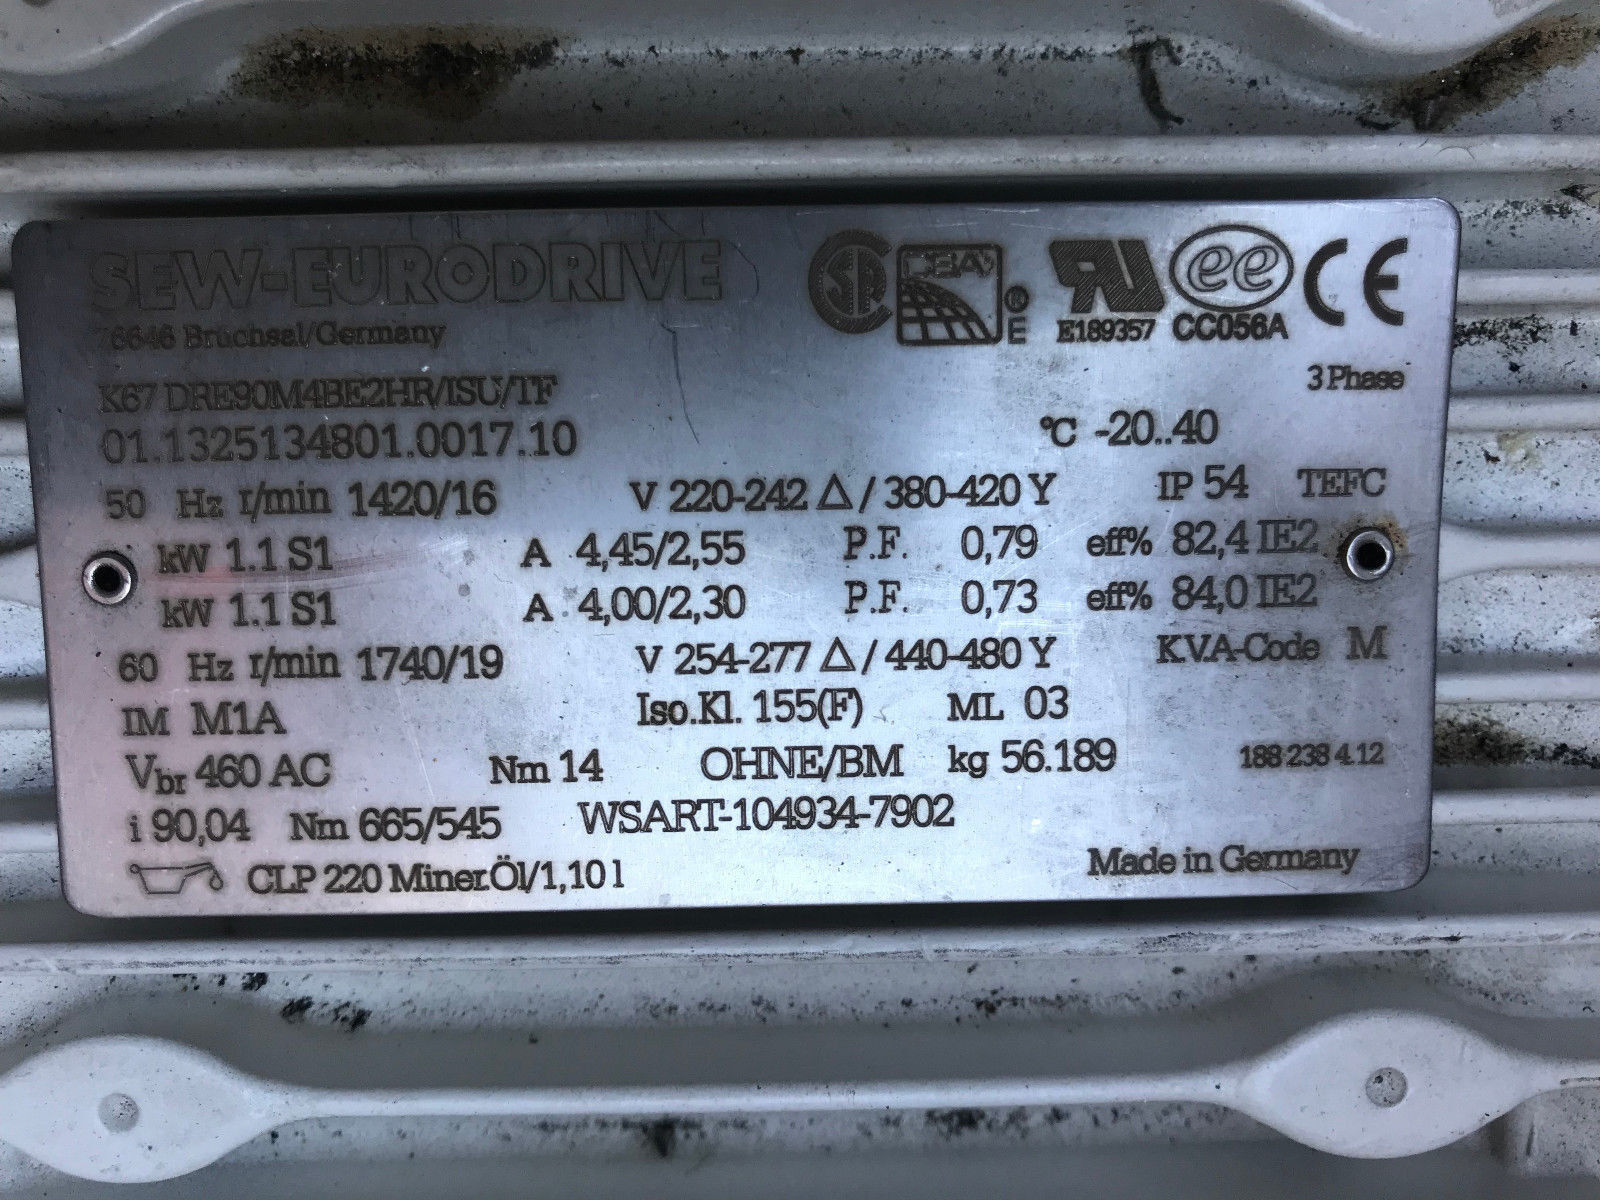 SEW-EURODRIVE
76646 Bruchsal/Germany
SA
® E
E189357 CC056A
ee CE
3 Phase
K67 DRE90M4BE2HR/ISU/TF
01.1325134801.0017.10 °C -20..40
50 Hz r/min 1420/16 V 220-242 Δ / 380-420 Y IP 54 TEFC
kW 1.1 S1 A 4,45/2,55 P.F. 0,79 eff% 82,4 IE2
kW 1.1 S1 A 4,00/2,30 P.F. 0,73 eff% 84,0 IE2
60 Hz r/min 1740/19 V 254-277 Δ / 440-480 Y K.V.A-Code M
IM M1A Iso.Kl. 155(F) ML 03
Vbr 460 AC Nm 14 OHNE/BM kg 56.189 188 238 4.12
i 90,04 Nm 665/545 WSART-104934-7902
CLP 220 Miner.Öl/1,10 l Made in Germany